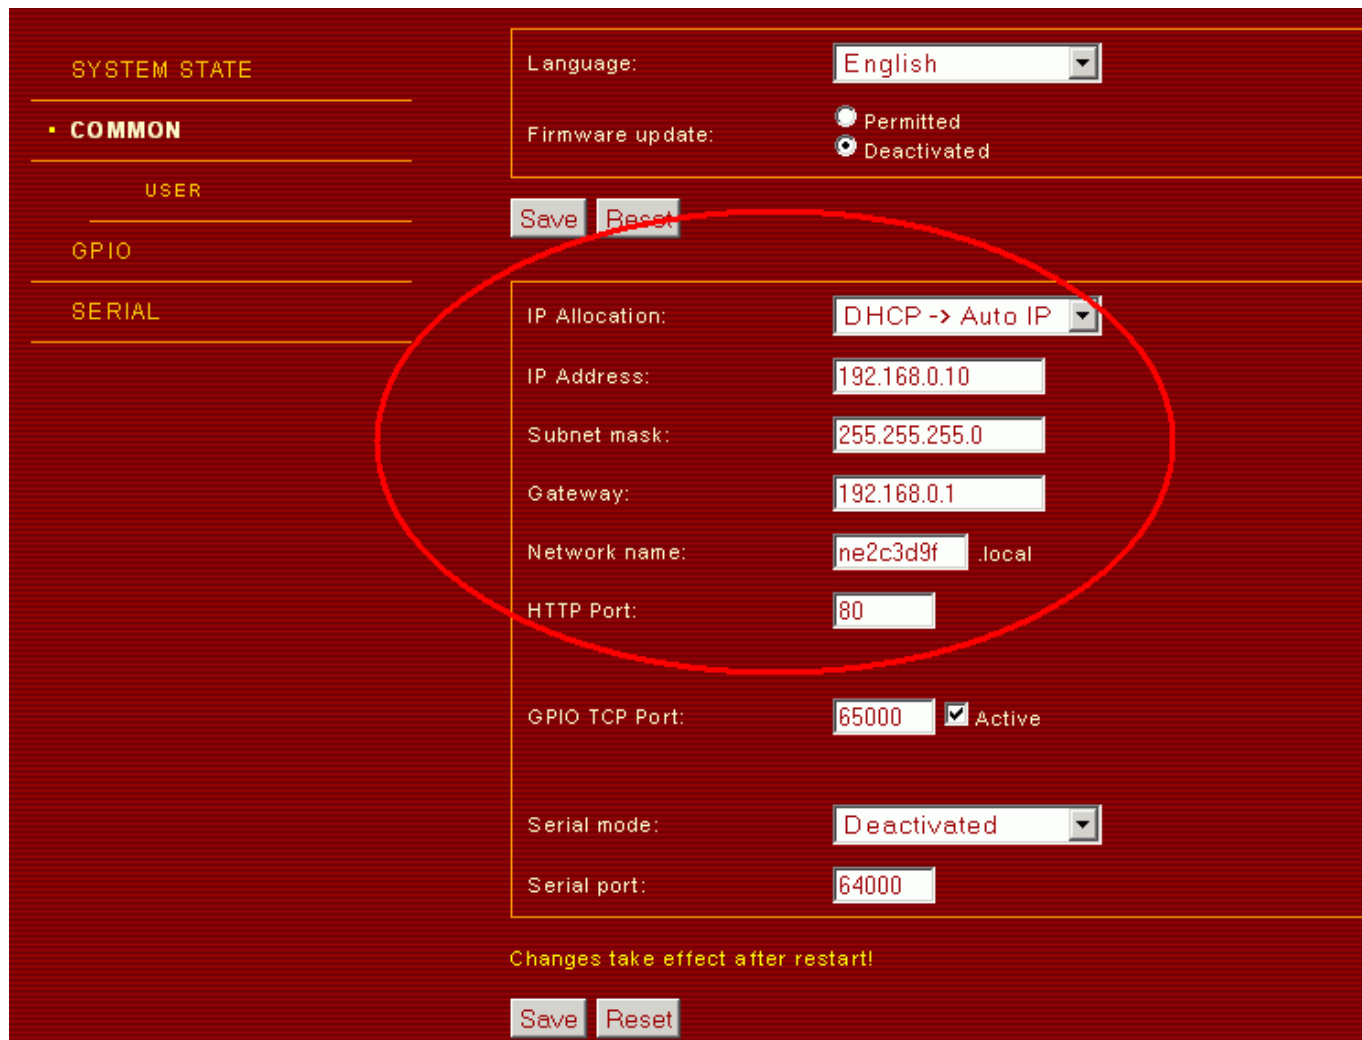 SYSTEM STATE
COMMON
USER
GPIO
SERIAL
Language: English
Firmware update: Permitted
Deactivated
Save Reset
IP Allocation: DHCP -> Auto IP
IP Address: 192.168.0.10
Subnet mask: 255.255.255.0
Gateway: 192.168.0.1
Network name: ne2c3d9f .local
HTTP Port: 80
GPIO TCP Port: 65000 Active
Serial mode: Deactivated
Serial port: 64000
Changes take effect after restart!
Save Reset